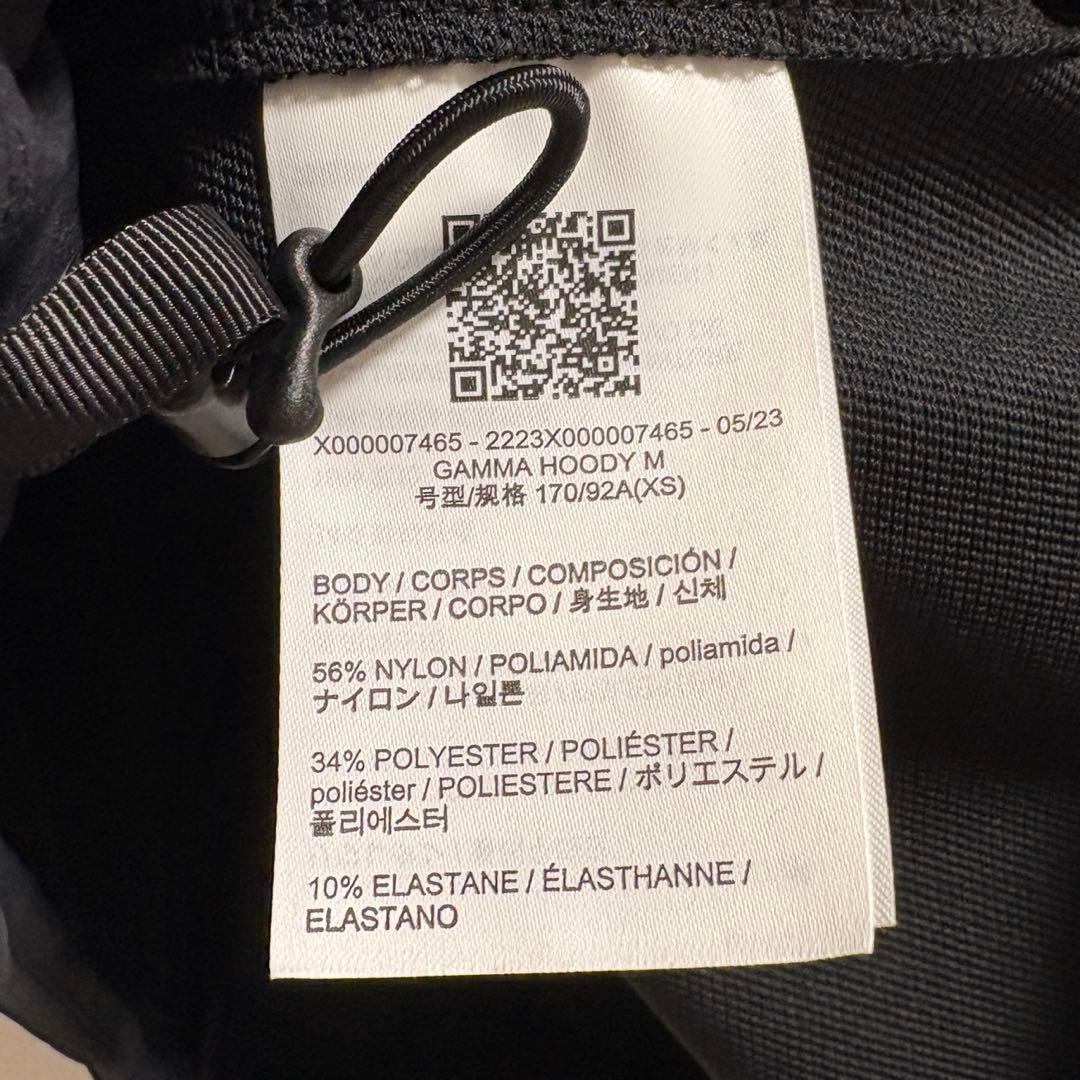 X000007465 - 2223X000007465 - 05/23
GAMMA HOODY M
号型/规格 170/92A(XS)
BODY / CORPS / COMPOSICIÓN /
KÖRPER / CORPO / 身生地 / 신체
56% NYLON / POLIAMIDA / poliamida /
ナイロン / 나일론
34% POLYESTER / POLIÉSTER /
poliéster / POLIESTERE / ポリエステル /
폴리에스터
10% ELASTANE / ÉLASTHANNE /
ELASTANO